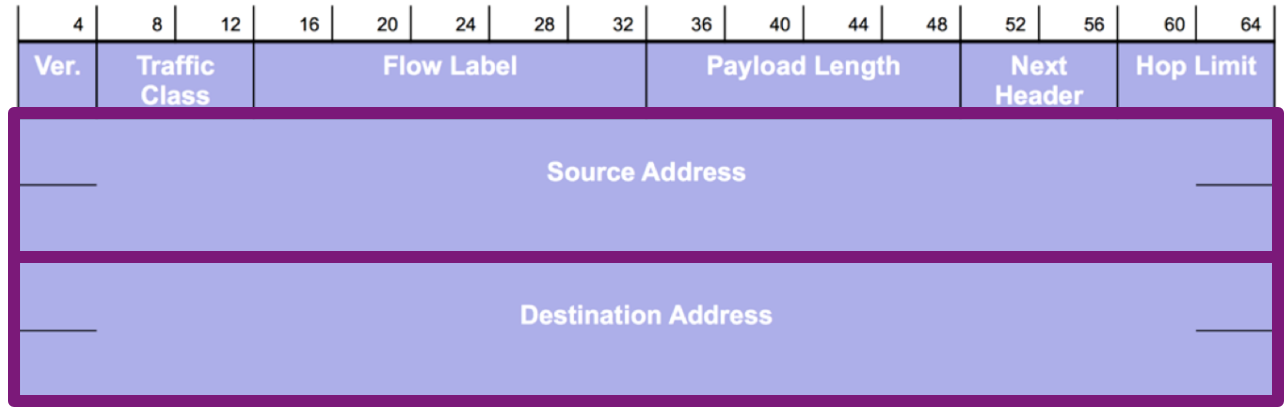 4 8 12 16 20 24 28 32 36 40 44 48 52 56 60 64
Ver. Traffic Flow Label Payload Length Next Hop Limit
Class Header
Source Address
Destination Address